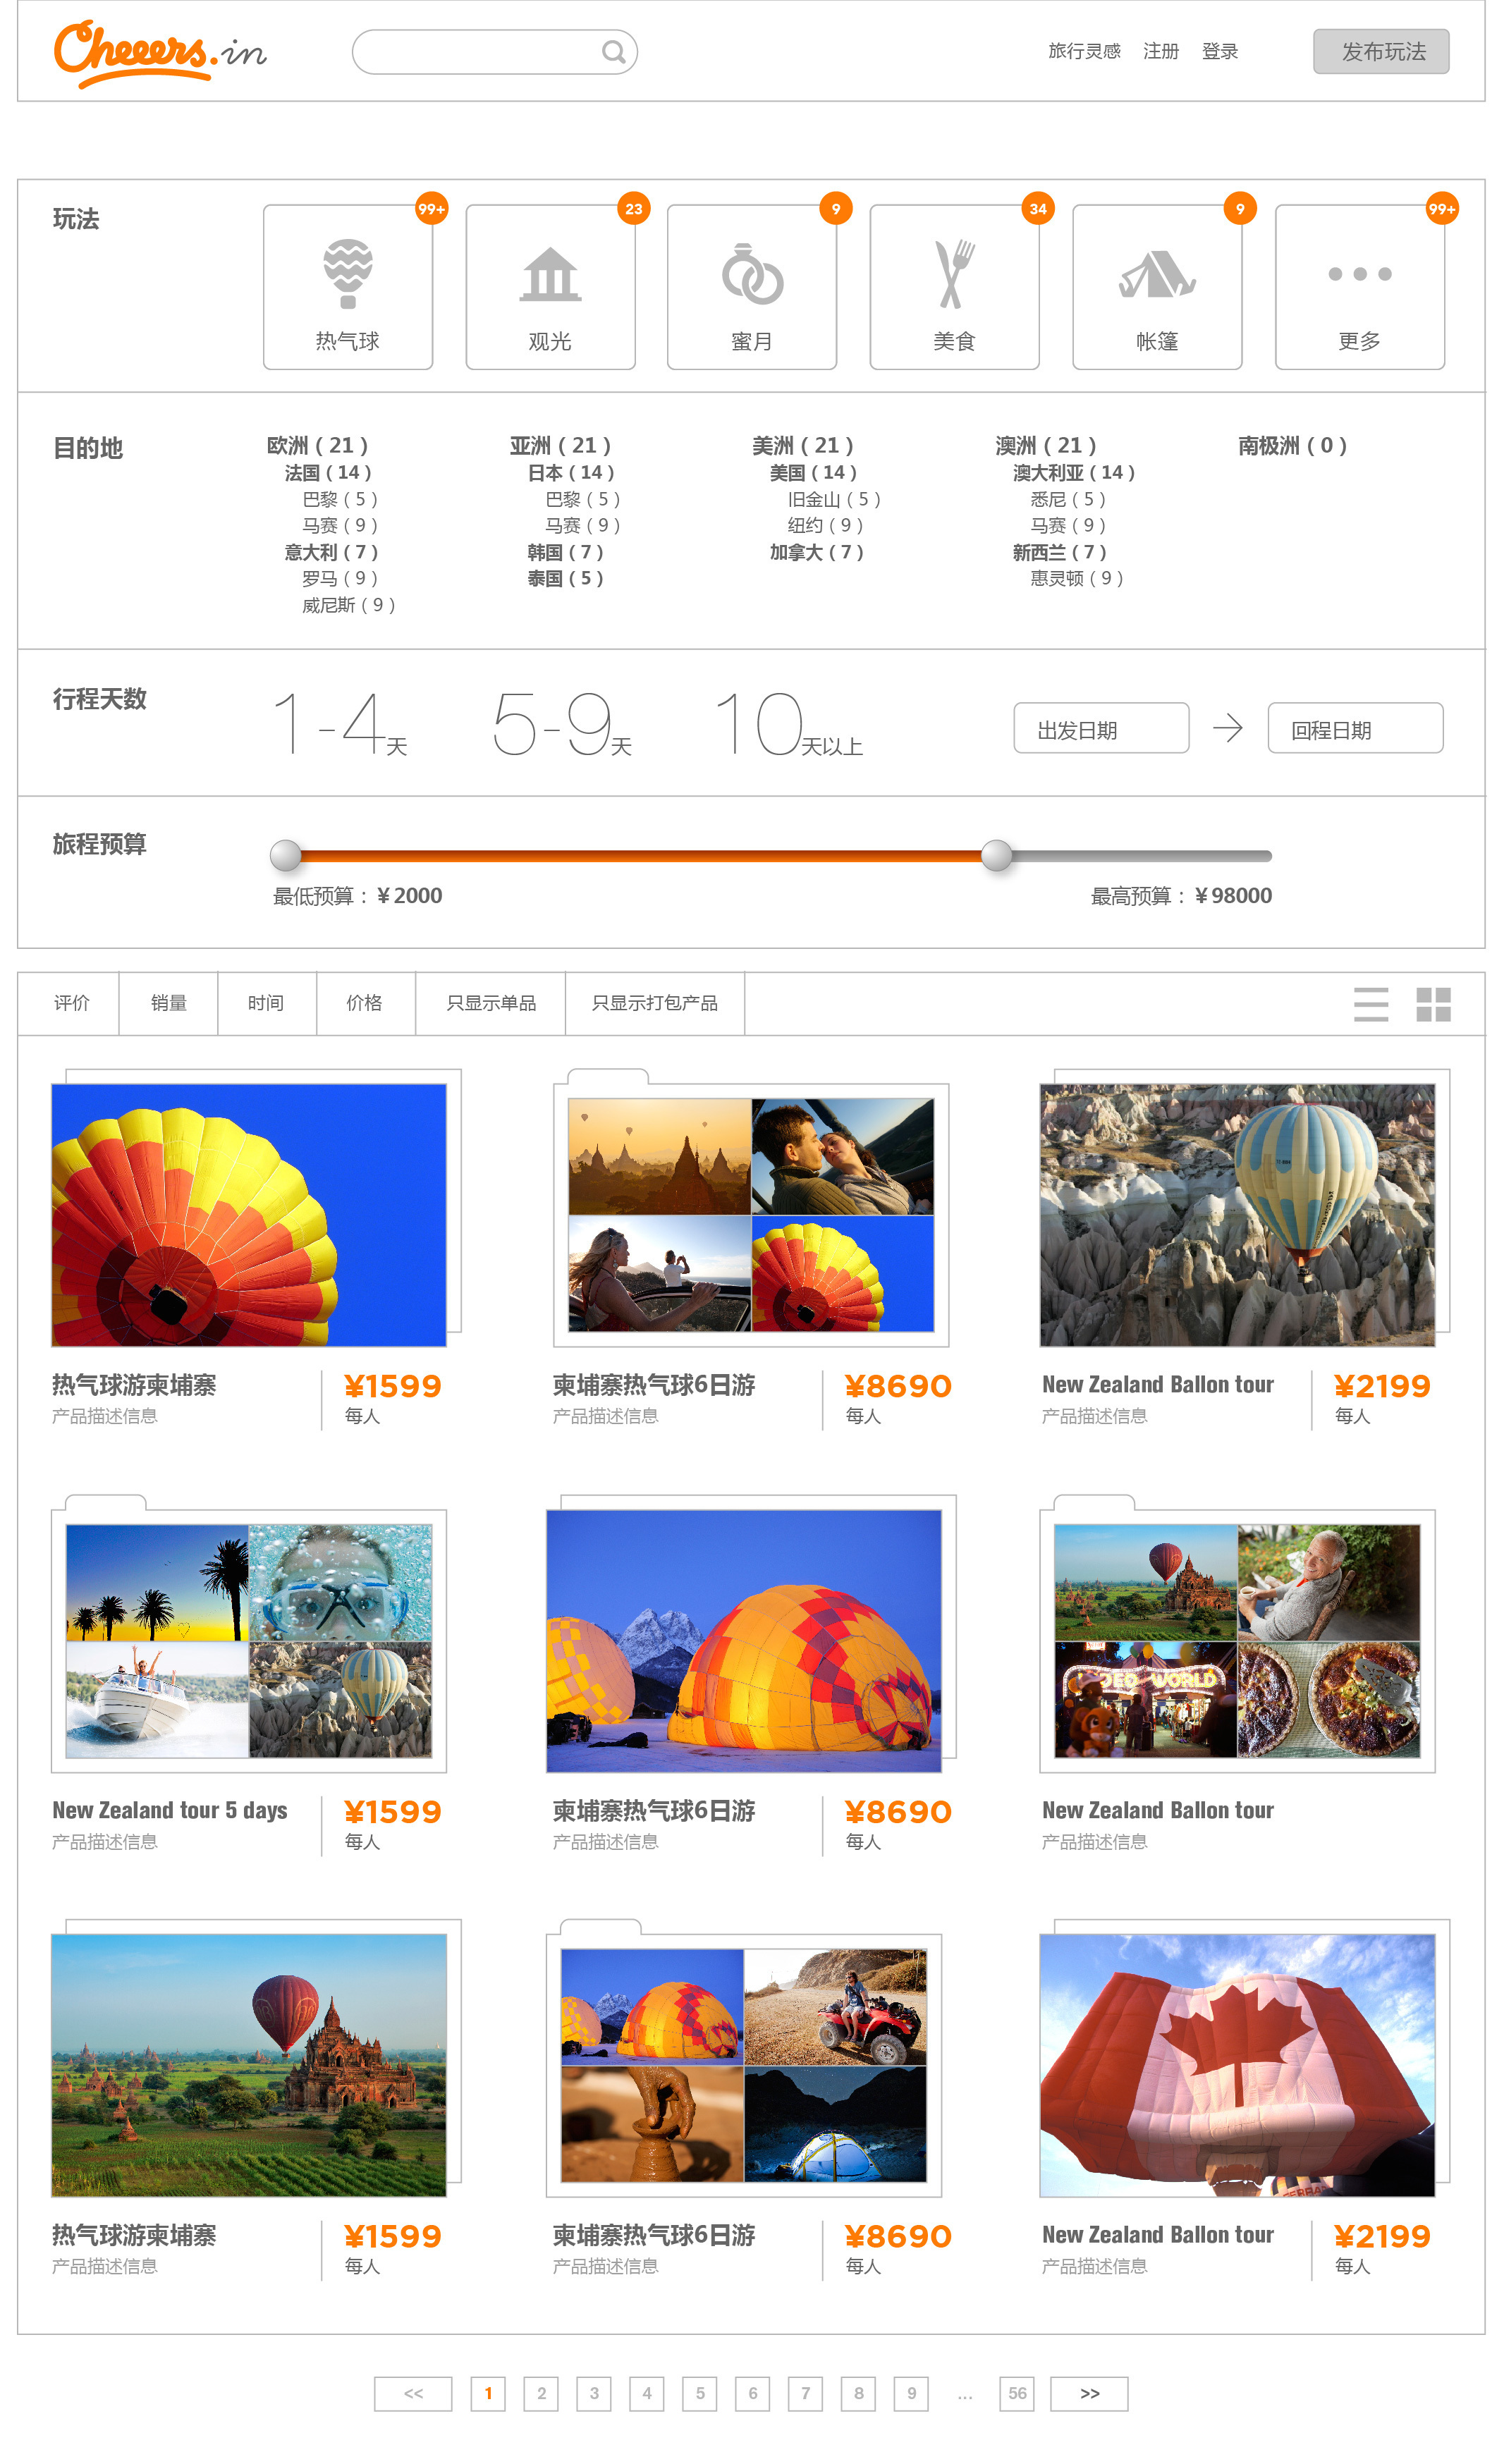 Cheeers.in
旅行灵感 注册 登录 发布玩法
玩法
99+ 23 9 34 9 99+
热气球 观光 蜜月 美食 帐篷 更多
目的地
欧洲（21） 亚洲（21） 美洲（21） 澳洲（21） 南极洲（0）
法国（14） 日本（14） 美国（14） 澳大利亚（14）
巴黎（5） 巴黎（5） 旧金山（5） 悉尼（5）
马赛（9） 马赛（9） 纽约（9） 马赛（9）
意大利（7） 韩国（7） 加拿大（7） 新西兰（7）
罗马（9） 泰国（5） 惠灵顿（9）
威尼斯（9）
行程天数
1-4天 5-9天 10天以上 出发日期 回程日期
旅程预算
最低预算：¥2000 最高预算：¥98000
评价 销量 时间 价格 只显示单品 只显示打包产品
热气球游柬埔寨 ¥1599 柬埔寨热气球6日游 ¥8690 New Zealand Ballon tour ¥2199
产品描述信息 每人 产品描述信息 每人 产品描述信息 每人
WORLD
New Zealand tour 5 days ¥1599 柬埔寨热气球6日游 ¥8690 New Zealand Ballon tour
产品描述信息 每人 产品描述信息 每人 产品描述信息
热气球游柬埔寨 ¥1599 柬埔寨热气球6日游 ¥8690 New Zealand Ballon tour ¥2199
产品描述信息 每人 产品描述信息 每人 产品描述信息 每人
<< 1 2 3 4 5 6 7 8 9 ... 56 >>